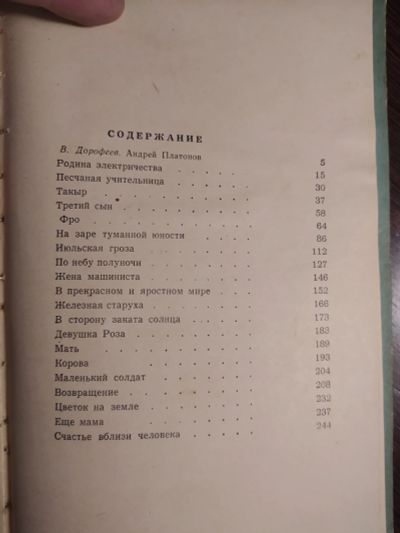 СОДЕРЖАНИЕ
В. Дорофеев. Андрей Платонов 5
Родина электричества . . . . . 15
Песчаная учительница . . . . . 30
Такыр . . . . . . . 37
Третий сын . . . . . . 58
Фро . . . . . . . 64
На заре туманной юности . . . . 86
Июльская гроза . . . . . . 112
По небу полуночи . . . . . 127
Жена машиниста . . . . . . 146
В прекрасном и яростном мире . . . 152
Железная старуха . . . . . 166
В сторону заката солнца . . . . 173
Девушка Роза . . . . . . 183
Мать . . . . . . . 189
Корова . . . . . . . 193
Маленький солдат . . . . . 204
Возвращение . . . . . . 208
Цветок на земле . . . . . 232
Еще мама . . . . . . 237
Счастье вблизи человека . . . . 244